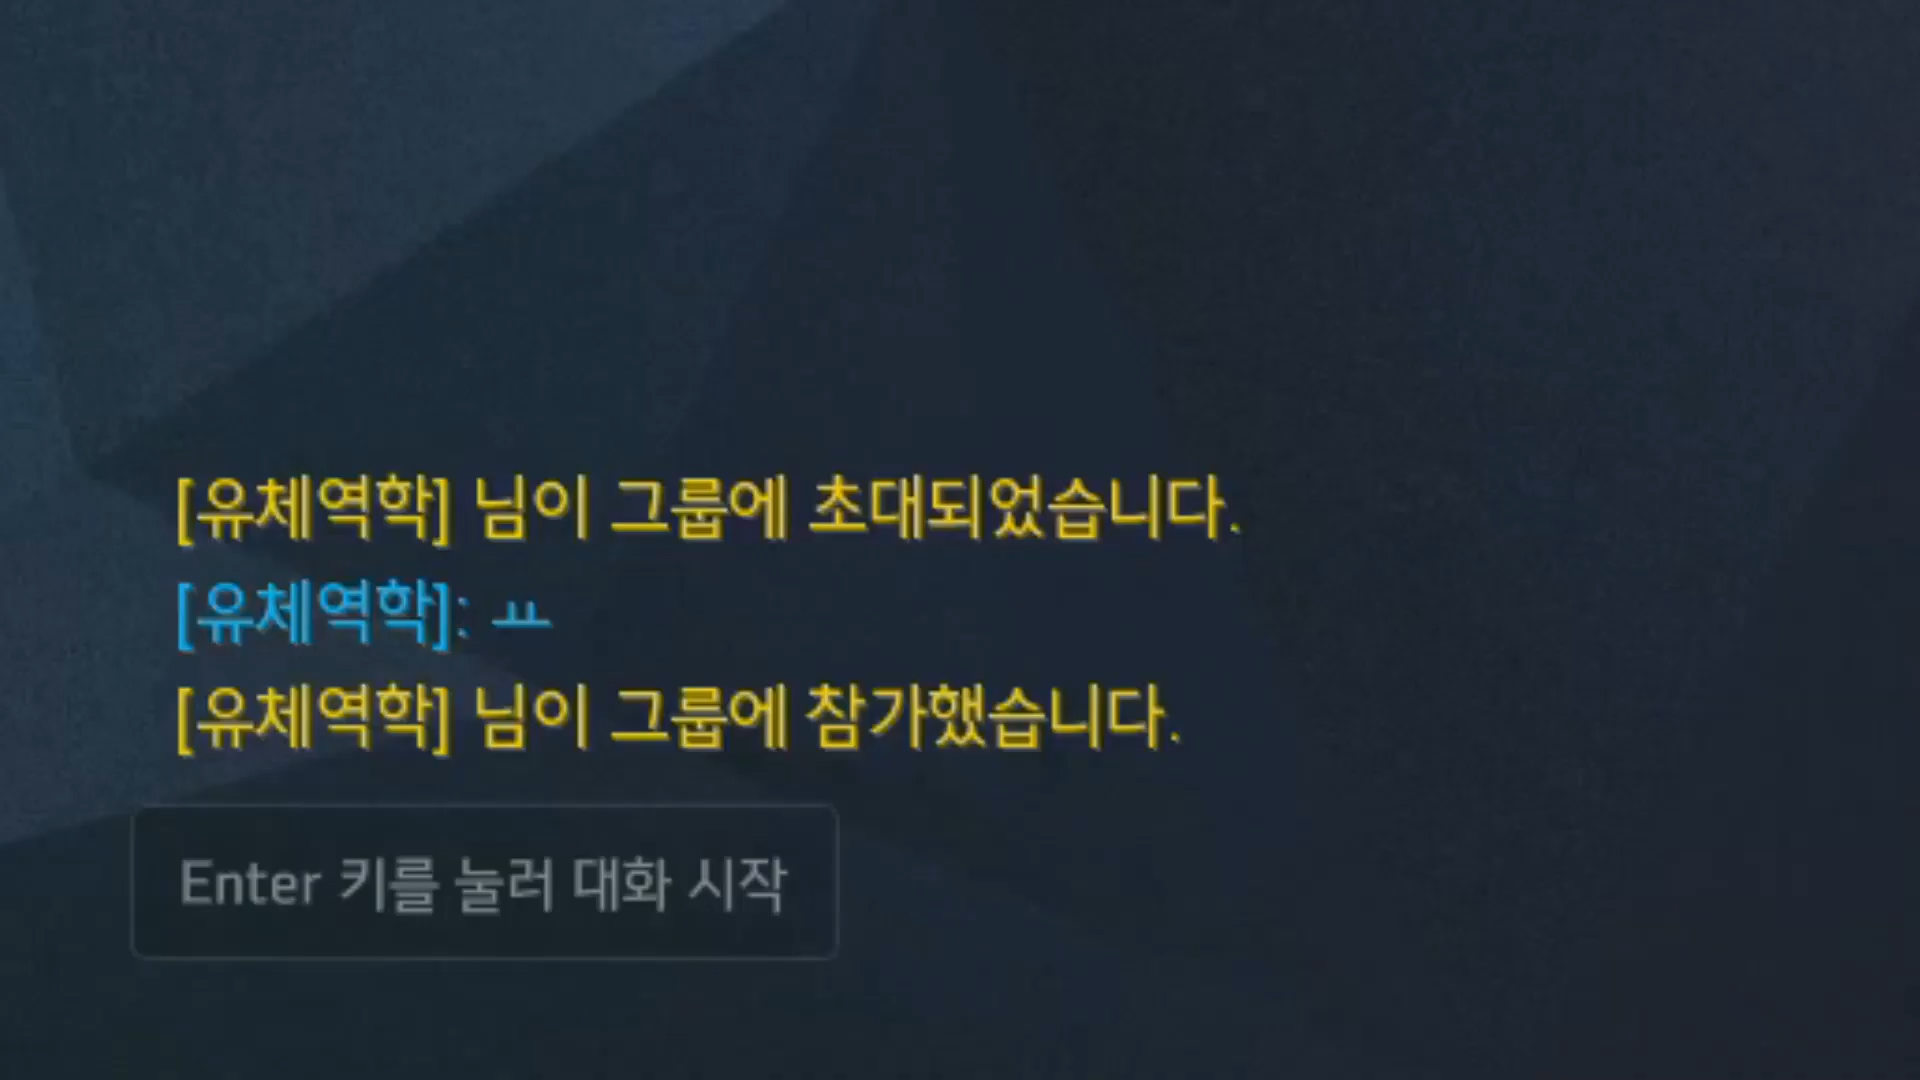 [유체역학] 님이 그룹에 초대되었습니다.
[유체역학]: ㅛ
[유체역학] 님이 그룹에 참가했습니다.
Enter 키를 눌러 대화 시작